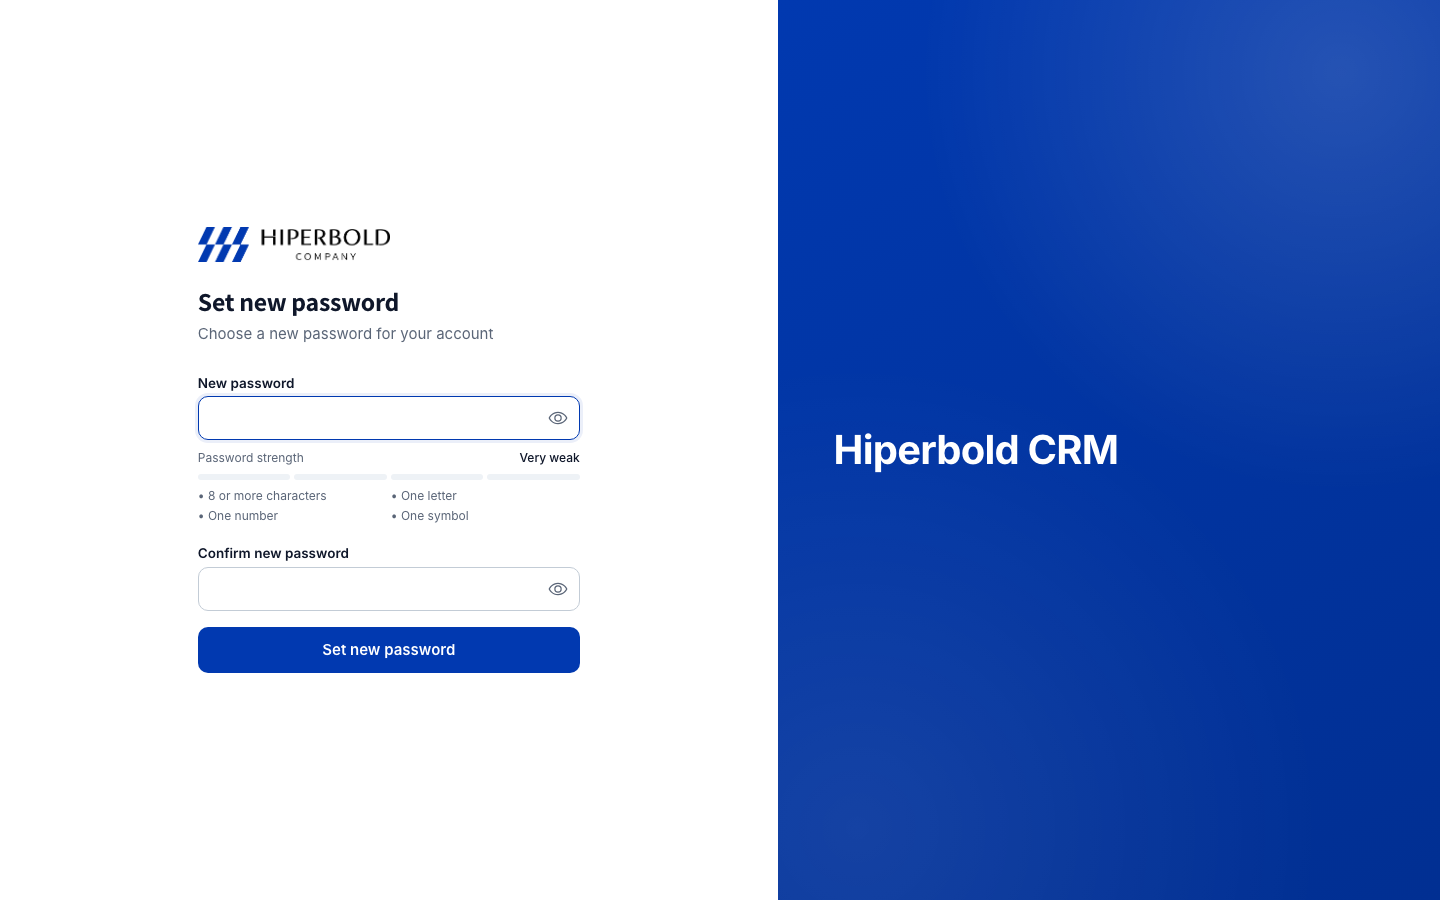 HIPERBOLD
COMPANY
Set new password
Choose a new password for your account
New password
Password strength
Very weak
• 8 or more characters
• One letter
• One number
• One symbol
Confirm new password
Set new password
Hiperbold CRM